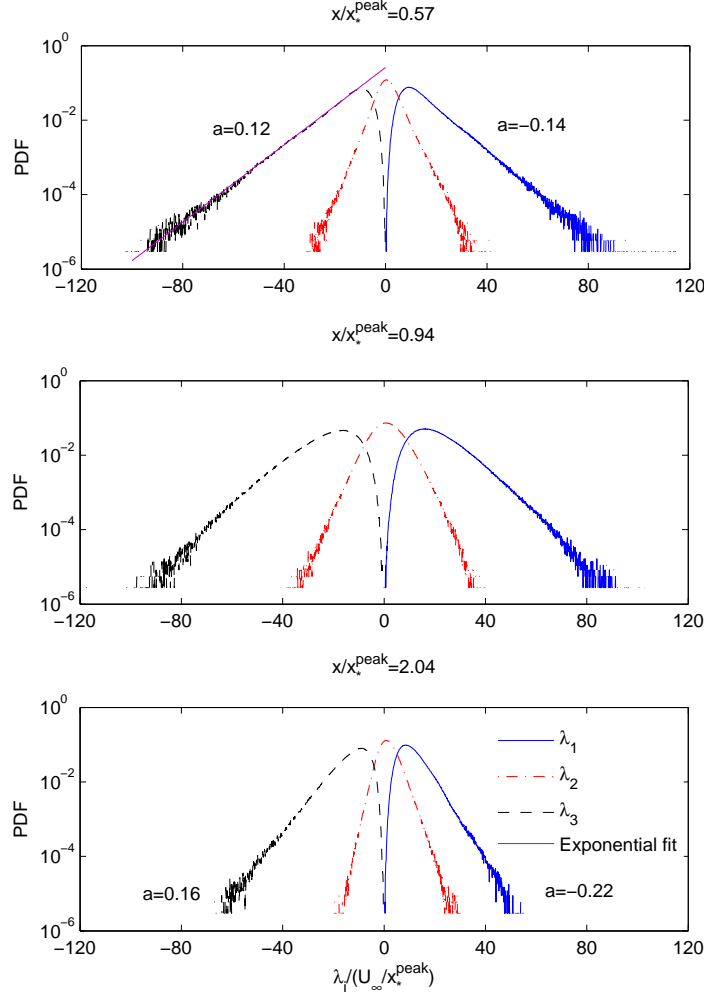 x/x*^peak=0.57
10^0
10^−2
a=0.12
a=−0.14
PDF
10^−4
10^−6
−120 −80 −40 0 40 80 120
x/x*^peak=0.94
10^0
10^−2
PDF
10^−4
10^−6
−120 −80 −40 0 40 80 120
x/x*^peak=2.04
10^0
λ₁
10^−2
λ₂
PDF
λ₃
10^−4
Exponential fit
a=0.16
a=−0.22
10^−6
−120 −80 −40 0 40 80 120
λᵢ/(U∞/x*^peak)